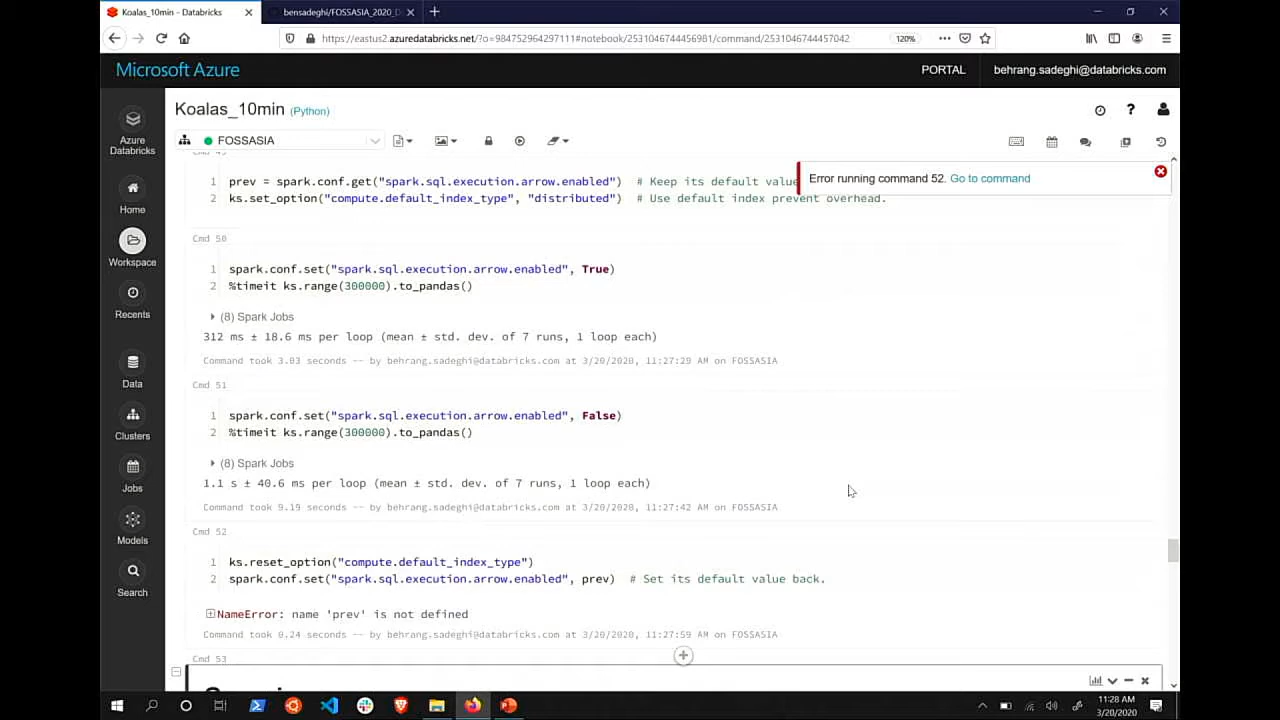 Koalas_10min - Databricks
bensadeghi/FOSSASIA_2020_D
https://eastus2.azuredatabricks.net/?o=984752964297111#notebook/2531046744456981/command/2531046744457042
120%
Microsoft Azure
PORTAL
behrang.sadeghi@databricks.com
Koalas_10min (Python)
FOSSASIA
Azure Databricks
Home
Workspace
Recents
Data
Clusters
Jobs
Models
Search
Error running command 52. Go to command
1 prev = spark.conf.get("spark.sql.execution.arrow.enabled") # Keep its default value
2 ks.set_option("compute.default_index_type", "distributed") # Use default index prevent overhead.
Cmd 50
1 spark.conf.set("spark.sql.execution.arrow.enabled", True)
2 %timeit ks.range(300000).to_pandas()
(8) Spark Jobs
312 ms ± 18.6 ms per loop (mean ± std. dev. of 7 runs, 1 loop each)
Command took 3.03 seconds -- by behrang.sadeghi@databricks.com at 3/20/2020, 11:27:29 AM on FOSSASIA
Cmd 51
1 spark.conf.set("spark.sql.execution.arrow.enabled", False)
2 %timeit ks.range(300000).to_pandas()
(8) Spark Jobs
1.1 s ± 40.6 ms per loop (mean ± std. dev. of 7 runs, 1 loop each)
Command took 9.19 seconds -- by behrang.sadeghi@databricks.com at 3/20/2020, 11:27:42 AM on FOSSASIA
Cmd 52
1 ks.reset_option("compute.default_index_type")
2 spark.conf.set("spark.sql.execution.arrow.enabled", prev) # Set its default value back.
NameError: name 'prev' is not defined
Command took 0.24 seconds -- by behrang.sadeghi@databricks.com at 3/20/2020, 11:27:59 AM on FOSSASIA
Cmd 53
11:28 AM
3/20/2020